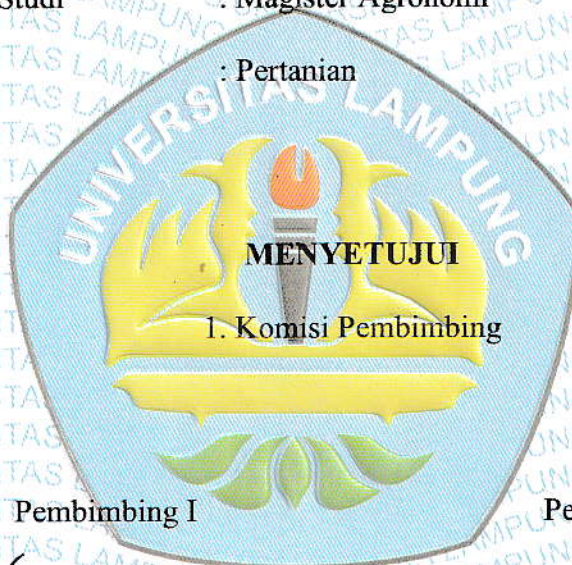 Studi : Magister Agronomi
: Pertanian
UNIVERSITAS LAMPUNG
MENYETUJUI
1. Komisi Pembimbing
Pembimbing I